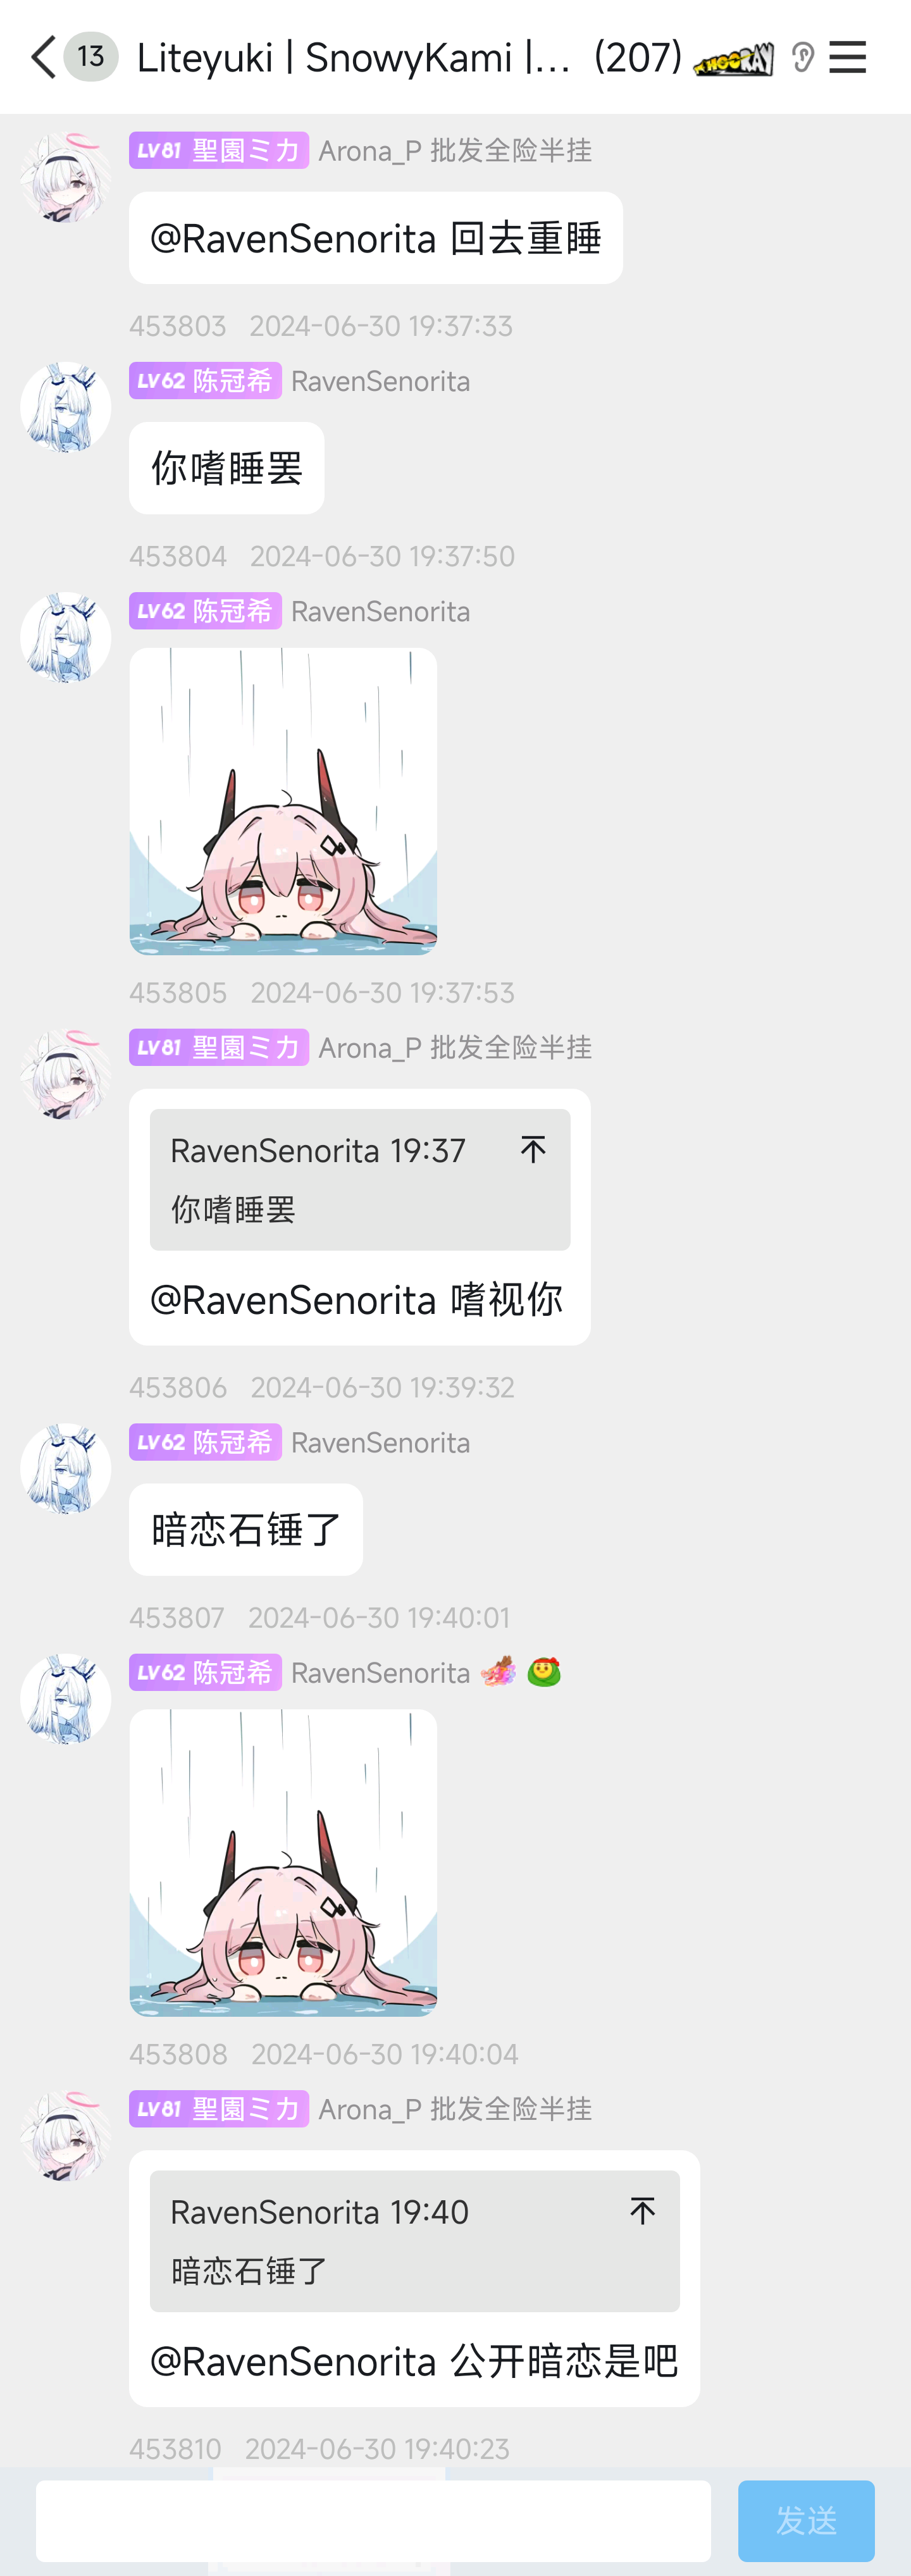 13 Liteyuki | SnowyKami |... (207) HOORAY
LV81 聖園ミカ Arona_P 批发全险半挂
@RavenSenorita 回去重睡
453803 2024-06-30 19:37:33
LV62 陈冠希 RavenSenorita
你嗜睡罢
453804 2024-06-30 19:37:50
LV62 陈冠希 RavenSenorita
453805 2024-06-30 19:37:53
LV81 聖園ミカ Arona_P 批发全险半挂
RavenSenorita 19:37
你嗜睡罢
@RavenSenorita 嗜视你
453806 2024-06-30 19:39:32
LV62 陈冠希 RavenSenorita
暗恋石锤了
453807 2024-06-30 19:40:01
LV62 陈冠希 RavenSenorita
453808 2024-06-30 19:40:04
LV81 聖園ミカ Arona_P 批发全险半挂
RavenSenorita 19:40
暗恋石锤了
@RavenSenorita 公开暗恋是吧
453810 2024-06-30 19:40:23
发送